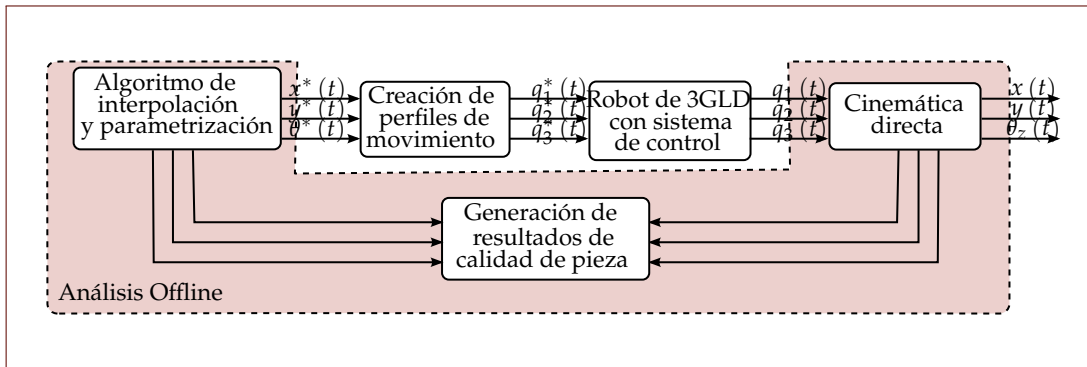 Algoritmo de
interpolación
y parametrización
x* (t)
y* (t)
θ* (t)
Creación de
perfiles de
movimiento
q₁* (t)
q₂* (t)
q₃* (t)
Robot de 3GLD
con sistema
de control
q₁ (t)
q₂ (t)
q₃ (t)
Cinemática
directa
x (t)
y (t)
θz (t)
Generación de
resultados de
calidad de pieza
Análisis Offline